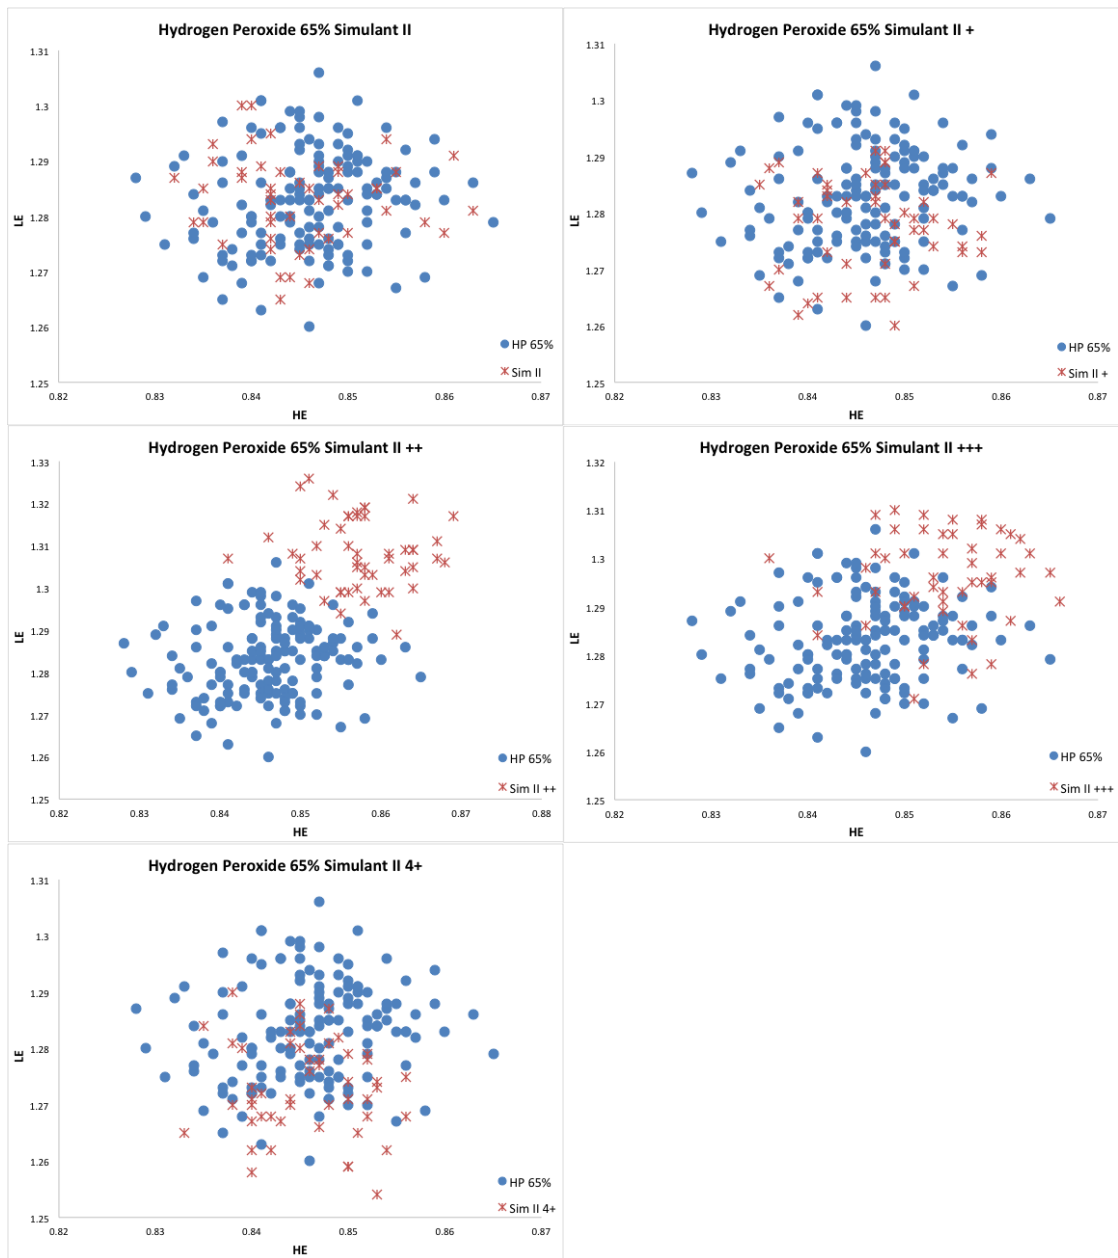 Hydrogen Peroxide 65% Simulant II
1.31
1.3
1.29
1.28
1.27
1.26
1.25
LE
0.82 0.83 0.84 0.85 0.86 0.87
HE
HP 65%
Sim II
Hydrogen Peroxide 65% Simulant II +
1.31
1.3
1.29
1.28
1.27
1.26
1.25
LE
0.82 0.83 0.84 0.85 0.86 0.87
HE
HP 65%
Sim II +
Hydrogen Peroxide 65% Simulant II ++
1.33
1.32
1.31
1.3
1.29
1.28
1.27
1.26
1.25
LE
0.82 0.83 0.84 0.85 0.86 0.87 0.88
HE
HP 65%
Sim II ++
Hydrogen Peroxide 65% Simulant II +++
1.32
1.31
1.3
1.29
1.28
1.27
1.26
1.25
LE
0.82 0.83 0.84 0.85 0.86 0.87
HE
HP 65%
Sim II +++
Hydrogen Peroxide 65% Simulant II 4+
1.31
1.3
1.29
1.28
1.27
1.26
1.25
LE
0.82 0.83 0.84 0.85 0.86 0.87
HE
HP 65%
Sim II 4+